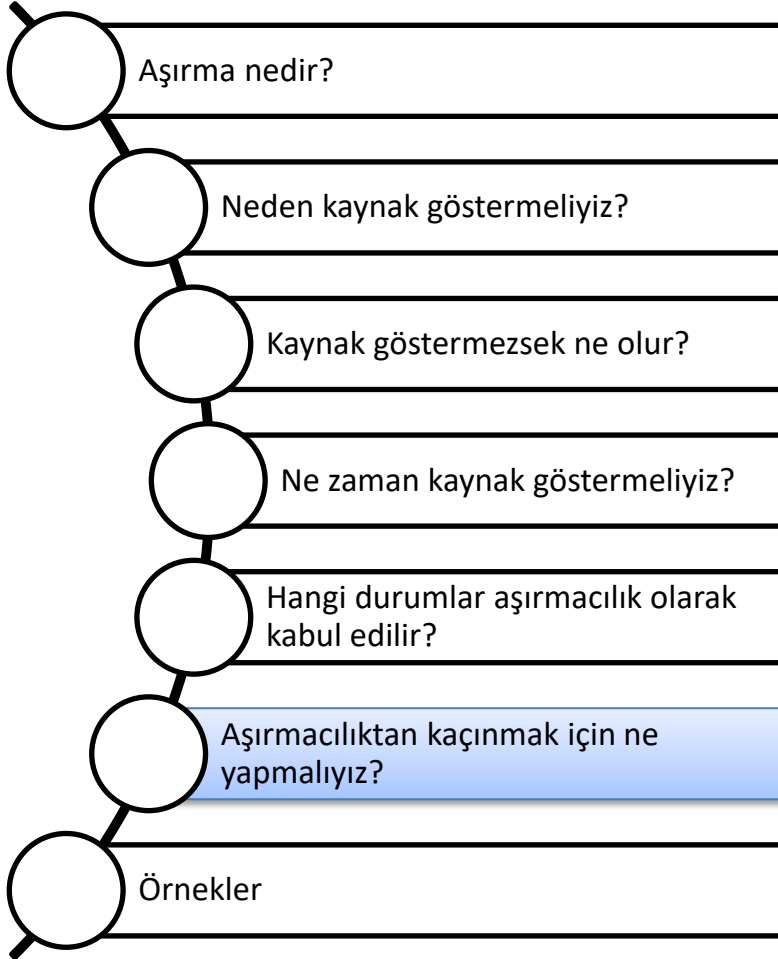 Aşırma nedir?
Neden kaynak göstermeliyiz?
Kaynak göstermezsek ne olur?
Ne zaman kaynak göstermeliyiz?
Hangi durumlar aşırmacılık olarak
kabul edilir?
Aşırmacılıktan kaçınmak için ne
yapmalıyız?
Örnekler